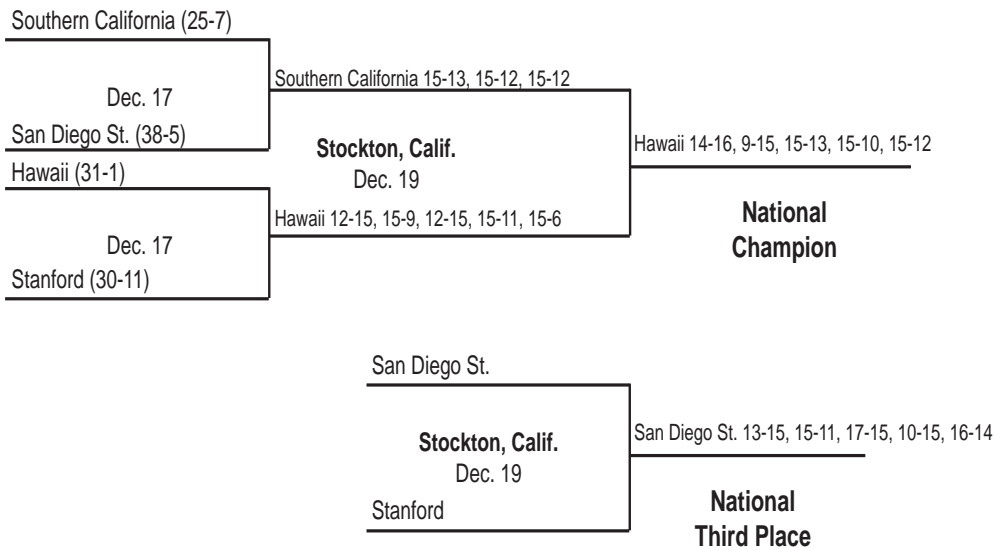 Southern California (25-7)
Dec. 17
San Diego St. (38-5)
Southern California 15-13, 15-12, 15-12
Hawaii (31-1)
Dec. 17
Stanford (30-11)
Hawaii 12-15, 15-9, 12-15, 15-11, 15-6
Stockton, Calif.
Dec. 19
Hawaii 14-16, 9-15, 15-13, 15-10, 15-12
National
Champion
San Diego St.
Stockton, Calif.
Dec. 19
Stanford
San Diego St. 13-15, 15-11, 17-15, 10-15, 16-14
National
Third Place